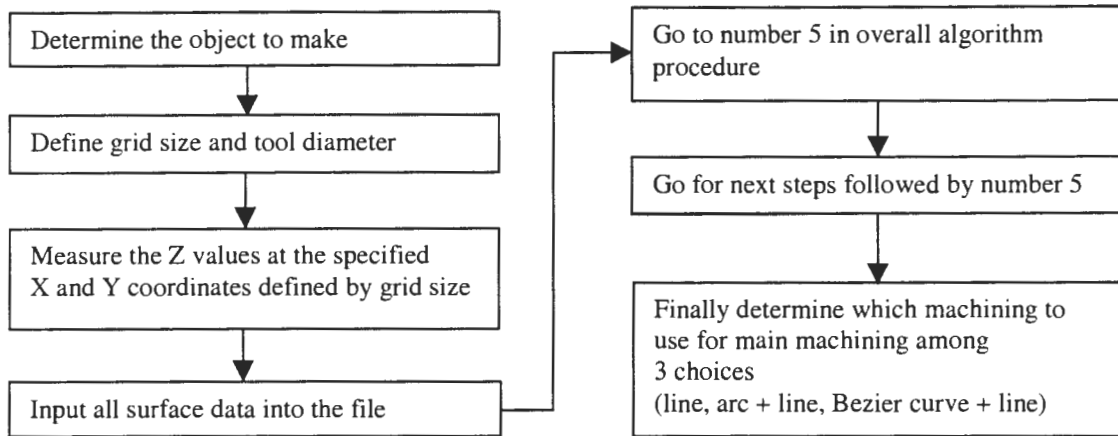 Determine the object to make
Define grid size and tool diameter
Measure the Z values at the specified
X and Y coordinates defined by grid size
Input all surface data into the file
Go to number 5 in overall algorithm
procedure
Go for next steps followed by number 5
Finally determine which machining to
use for main machining among
3 choices
(line, arc + line, Bezier curve + line)